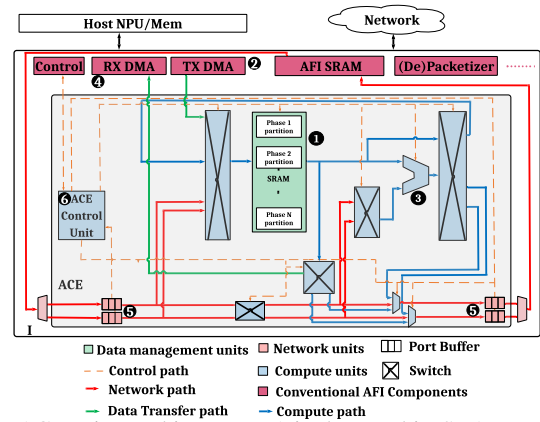 Host NPU/Mem
Network
Control
RX DMA
TX DMA
2
AFI SRAM
(De)Packetizer
4
Phase 1
partition
1
Phase 2
partition
SRAM
Phase N
partition
3
6
ACE
Control
Unit
ACE
5
5
I
Data management units
Network units
Port Buffer
Control path
Compute units
Switch
Network path
Conventional AFI Components
Data Transfer path
Compute path